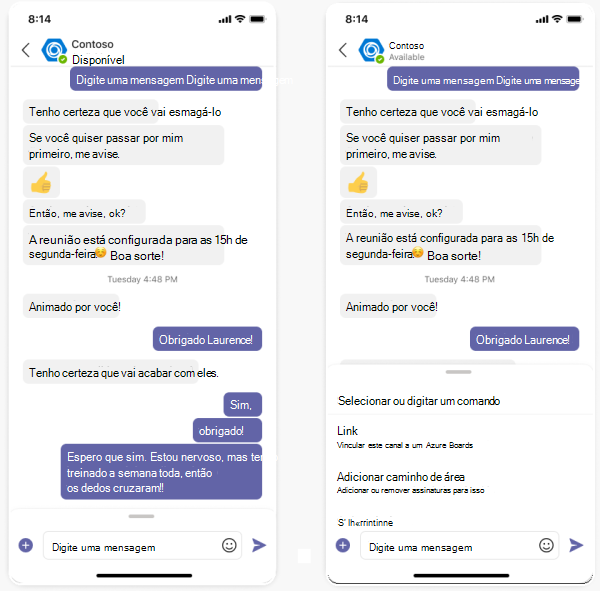 8:14
Contoso
Disponível
Digite uma mensagem Digite uma mensagem
Tenho certeza que você vai esmagá-lo
Se você quiser passar por mim
primeiro, me avise.
Então, me avise, ok?
A reunião está configurada para as 15h de
segunda-feira Boa sorte!
Tuesday 4:48 PM
Animado por você!
Obrigado Laurence!
Tenho certeza que vai acabar com eles.
Sim,
obrigado!
Espero que sim. Estou nervoso, mas
treinado a semana toda, então
os dedos cruzaram!!
Digite uma mensagem
8:14
Contoso
Available
Digite uma mensagem Digite uma mensage
Tenho certeza que você vai esmagá-lo
Se você quiser passar por mim
primeiro, me avise.
Então, me avise, ok?
A reunião está configurada para as 15h de
segunda-feira Boa sorte!
Tuesday 4:48 PM
Animado por você!
Obrigado Laurence!
Selecionar ou digitar um comando
Link
Vincular este canal a um Azure Boards
Adicionar caminho de área
Adicionar ou remover assinaturas para isso
Digite uma mensagem